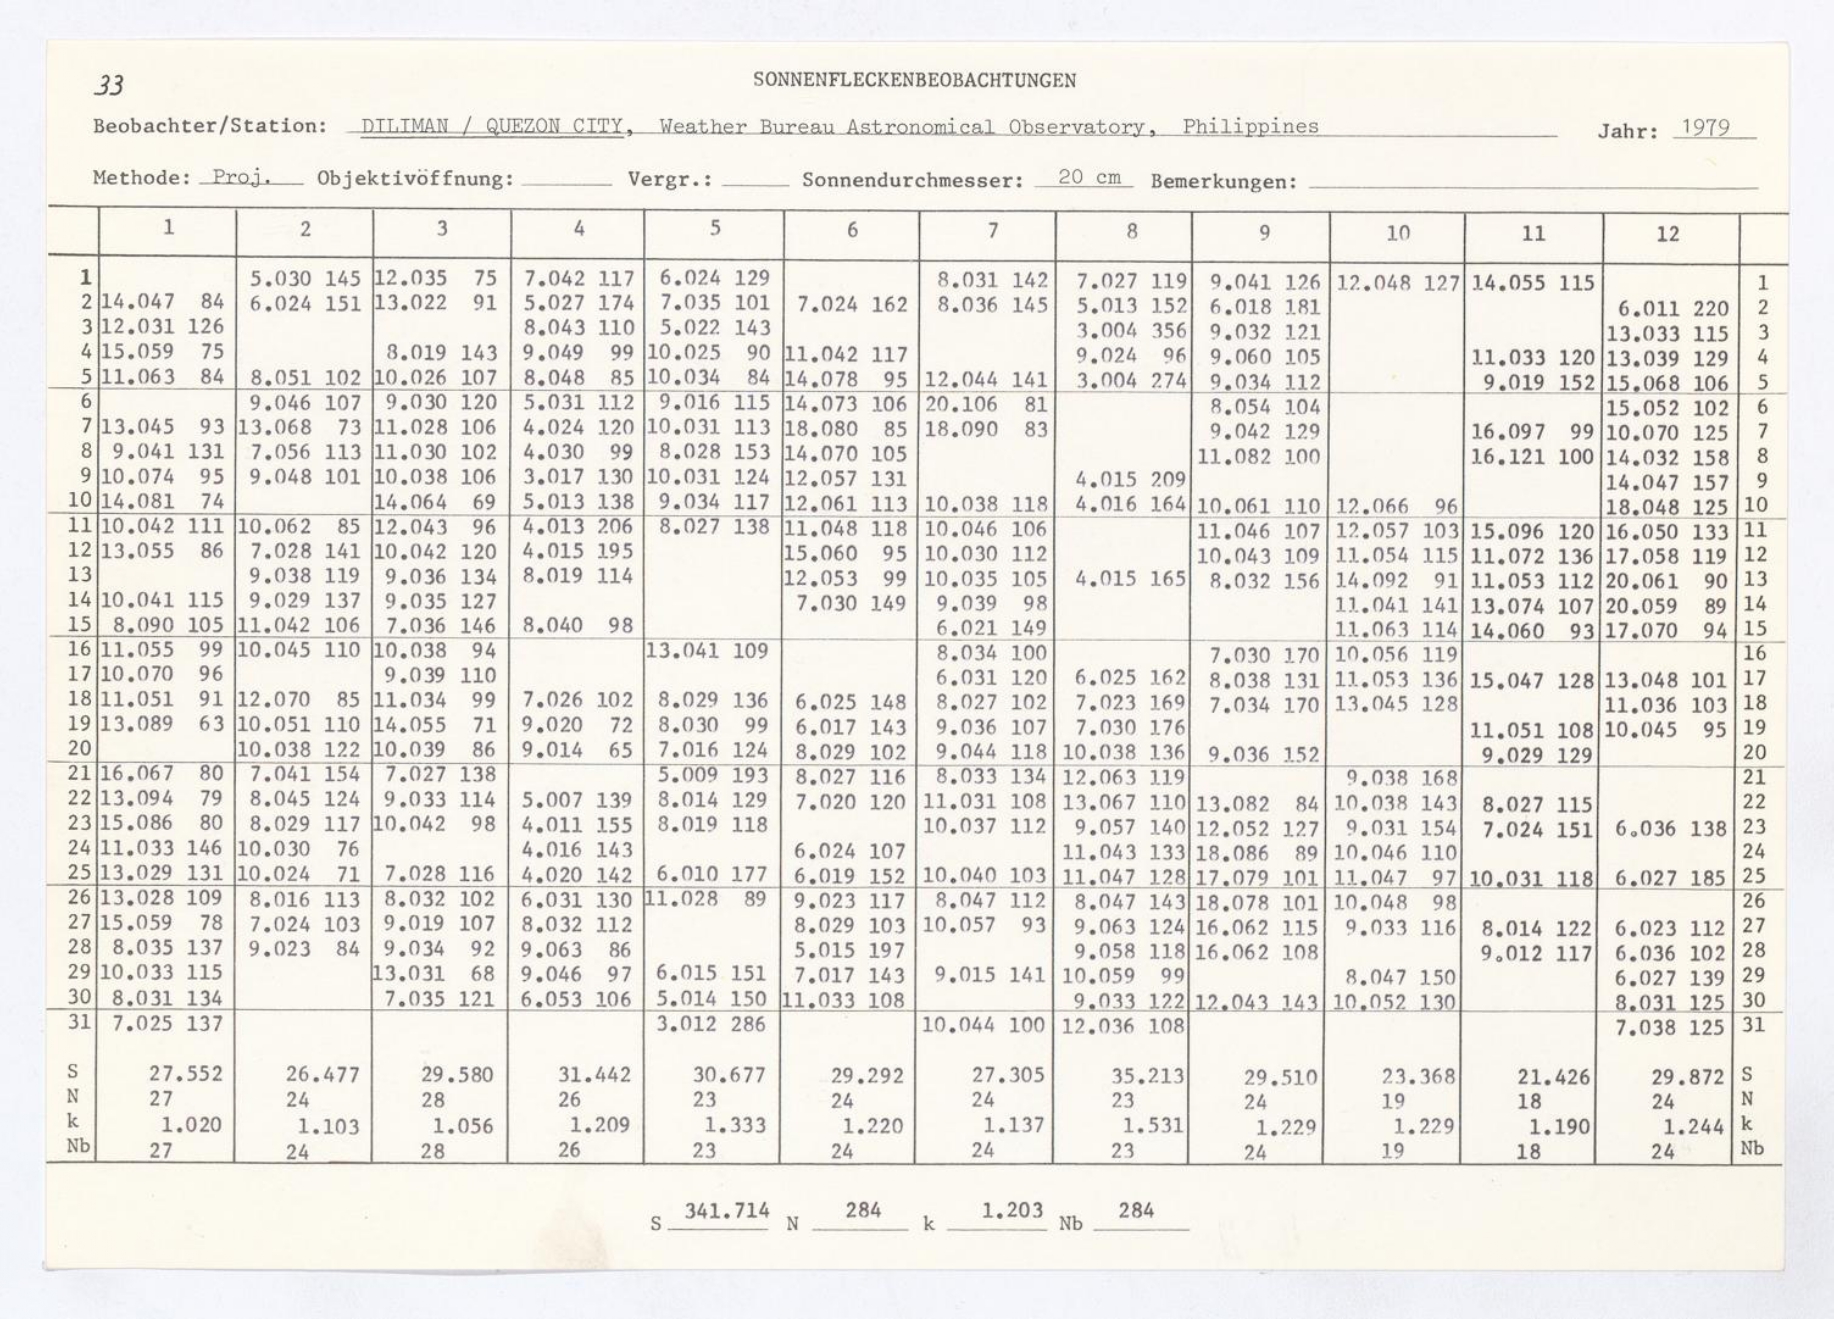 33
SONNENFLECKENBEOBACHTUNGEN
Beobachter/Station: DILIMAN / QUEZON CITY, Weather Bureau Astronomical Observatory, Philippines Jahr: 1979
Methode: Proj. Objektivöffnung: Vergr.: Sonnendurchmesser: 20 cm Bemerkungen:
1 2 3 4 5 6 7 8 9 10 11 12
1 5.030 145 12.035 75 7.042 117 6.024 129 8.031 142 7.027 119 9.041 126 12.048 127 14.055 115 1
2 14.047 84 6.024 151 13.022 91 5.027 174 7.035 101 7.024 162 8.036 145 5.013 152 6.018 181 6.011 220 2
3 12.031 126 8.043 110 5.022 143 3.004 356 9.032 121 13.033 115 3
4 15.059 75 8.019 143 9.049 99 10.025 90 11.042 117 9.024 96 9.060 105 11.033 120 13.039 129 4
5 11.063 84 8.051 102 10.026 107 8.048 85 10.034 84 14.078 95 12.044 141 3.004 274 9.034 112 9.019 152 15.068 106 5
6 9.046 107 9.030 120 5.031 112 9.016 115 14.073 106 20.106 81 8.054 104 15.052 102 6
7 13.045 93 13.068 73 11.028 106 4.024 120 10.031 113 18.080 85 18.090 83 9.042 129 16.097 99 10.070 125 7
8 9.041 131 7.056 113 11.030 102 4.030 99 8.028 153 14.070 105 11.082 100 16.121 100 14.032 158 8
9 10.074 95 9.048 101 10.038 106 3.017 130 10.031 124 12.057 131 4.015 209 14.047 157 9
10 14.081 74 14.064 69 5.013 138 9.034 117 12.061 113 10.038 118 4.016 164 10.061 110 12.066 96 18.048 125 10
11 10.042 111 10.062 85 12.043 96 4.013 206 8.027 138 11.048 118 10.046 106 11.046 107 12.057 103 15.096 120 16.050 133 11
12 13.055 86 7.028 141 10.042 120 4.015 195 15.060 95 10.030 112 10.043 109 11.054 115 11.072 136 17.058 119 12
13 9.038 119 9.036 134 8.019 114 12.053 99 10.035 105 4.015 165 8.032 156 14.092 91 11.053 112 20.061 90 13
14 10.041 115 9.029 137 9.035 127 7.030 149 9.039 98 11.041 141 13.074 107 20.059 89 14
15 8.090 105 11.042 106 7.036 146 8.040 98 6.021 149 11.063 114 14.060 93 17.070 94 15
16 11.055 99 10.045 110 10.038 94 13.041 109 8.034 100 7.030 170 10.056 119 16
17 10.070 96 9.039 110 6.031 120 6.025 162 8.038 131 11.053 136 15.047 128 13.048 101 17
18 11.051 91 12.070 85 11.034 99 7.026 102 8.029 136 6.025 148 8.027 102 7.023 169 7.034 170 13.045 128 11.036 103 18
19 13.089 63 10.051 110 14.055 71 9.020 72 8.030 99 6.017 143 9.036 107 7.030 176 11.051 108 10.045 95 19
20 10.038 122 10.039 86 9.014 65 7.016 124 8.029 102 9.044 118 10.038 136 9.036 152 9.029 129 20
21 16.067 80 7.041 154 7.027 138 5.009 193 8.027 116 8.033 134 12.063 119 9.038 168 21
22 13.094 79 8.045 124 9.033 114 5.007 139 8.014 129 7.020 120 11.031 108 13.067 110 13.082 84 10.038 143 8.027 115 22
23 15.086 80 8.029 117 10.042 98 4.011 155 8.019 118 10.037 112 9.057 140 12.052 127 9.031 154 7.024 151 6.036 138 23
24 11.033 146 10.030 76 4.016 143 6.024 107 11.043 133 18.086 89 10.046 110 24
25 13.029 131 10.024 71 7.028 116 4.020 142 6.010 177 6.019 152 10.040 103 11.047 128 17.079 101 11.047 97 10.031 118 6.027 185 25
26 13.028 109 8.016 113 8.032 102 6.031 130 11.028 89 9.023 117 8.047 112 8.047 143 18.078 101 10.048 98 26
27 15.059 78 7.024 103 9.019 107 8.032 112 8.029 103 10.057 93 9.063 124 16.062 115 9.033 116 8.014 122 6.023 112 27
28 8.035 137 9.023 84 9.034 92 9.063 86 5.015 197 9.058 118 16.062 108 9.012 117 6.036 102 28
29 10.033 115 13.031 68 9.046 97 6.015 151 7.017 143 9.015 141 10.059 99 8.047 150 6.027 139 29
30 8.031 134 7.035 121 6.053 106 5.014 150 11.033 108 9.033 122 12.043 143 10.052 130 8.031 125 30
31 7.025 137 3.012 286 10.044 100 12.036 108 7.038 125 31
S 27.552 26.477 29.580 31.442 30.677 29.292 27.305 35.213 29.510 23.368 21.426 29.872 S
N 27 24 28 26 23 24 24 23 24 19 18 24 N
k 1.020 1.103 1.056 1.209 1.333 1.220 1.137 1.531 1.229 1.229 1.190 1.244 k
Nb 27 24 28 26 23 24 24 23 24 19 18 24 Nb
S 341.714 N 284 k 1.203 Nb 284